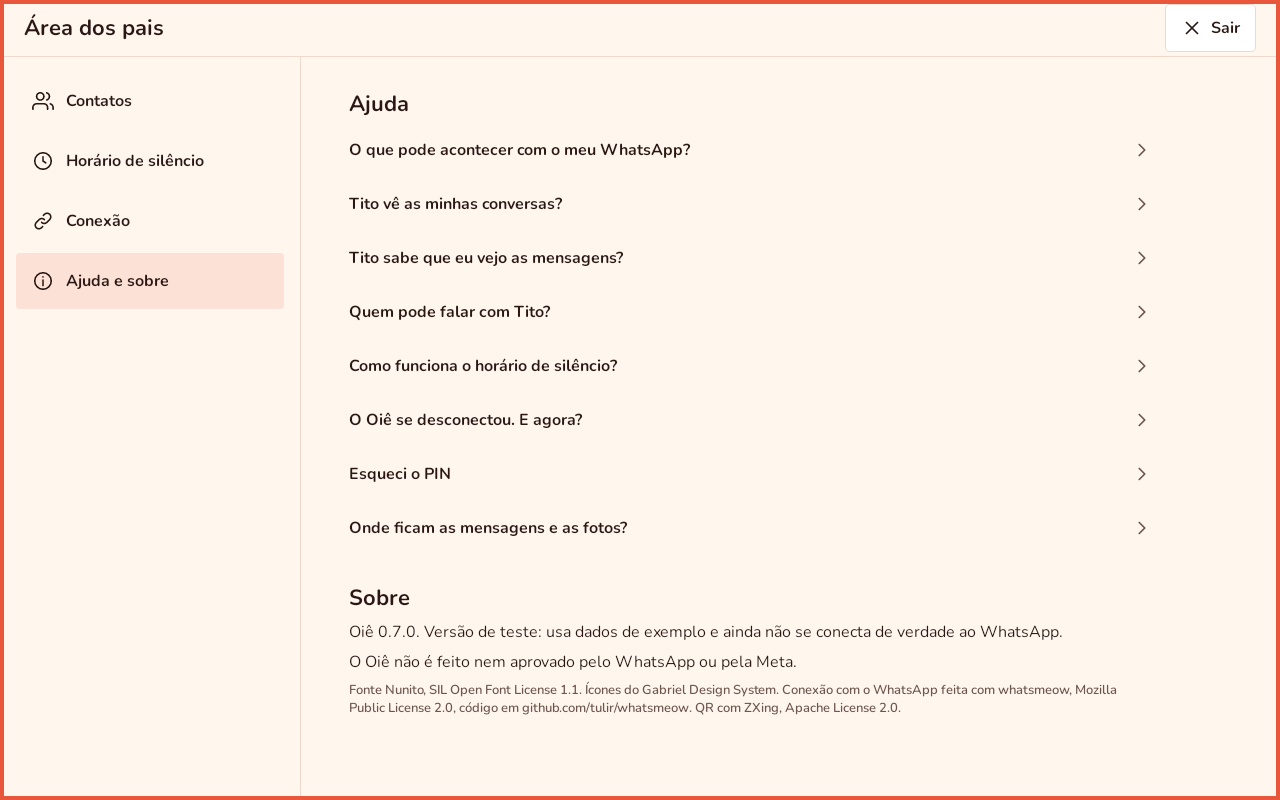 Área dos pais
Sair
Contatos
Horário de silêncio
Conexão
Ajuda e sobre
Ajuda
O que pode acontecer com o meu WhatsApp?
Tito vê as minhas conversas?
Tito sabe que eu vejo as mensagens?
Quem pode falar com Tito?
Como funciona o horário de silêncio?
O Oiê se desconectou. E agora?
Esqueci o PIN
Onde ficam as mensagens e as fotos?
Sobre
Oiê 0.7.0. Versão de teste: usa dados de exemplo e ainda não se conecta de verdade ao WhatsApp.
O Oiê não é feito nem aprovado pelo WhatsApp ou pela Meta.
Fonte Nunito, SIL Open Font License 1.1. Ícones do Gabriel Design System. Conexão com o WhatsApp feita com whatsmeow, Mozilla
Public License 2.0, código em github.com/tulir/whatsmeow. QR com ZXing, Apache License 2.0.